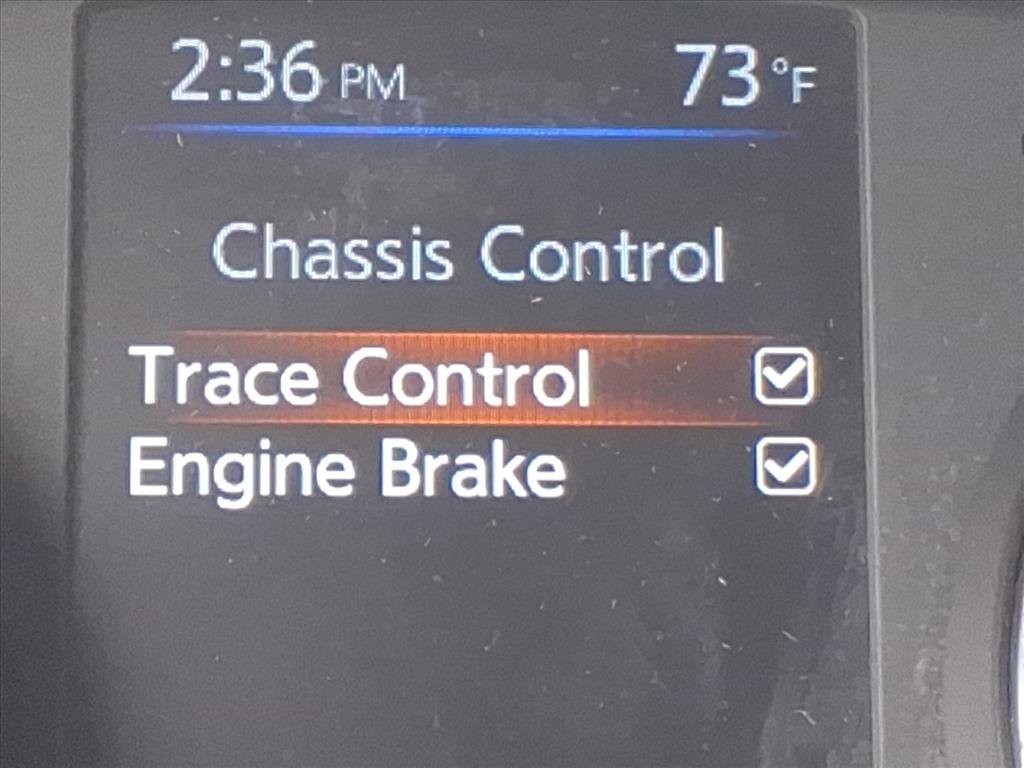 2:36 PM 73 °F
Chassis Control
Trace Control
Engine Brake